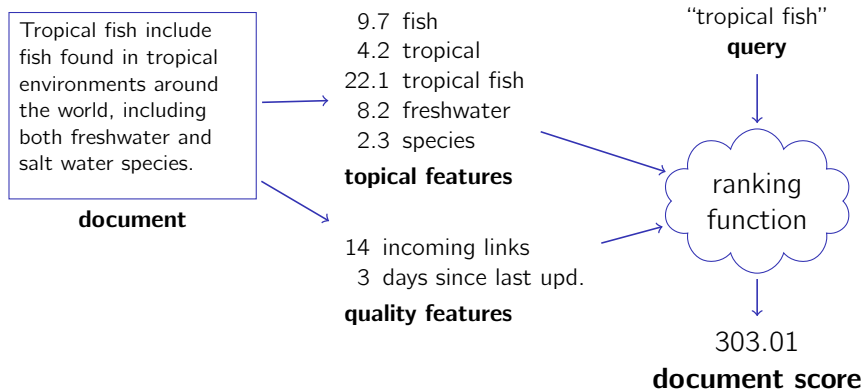 Tropical fish include
fish found in tropical
environments around
the world, including
both freshwater and
salt water species.
document
9.7 fish
4.2 tropical
22.1 tropical fish
8.2 freshwater
2.3 species
topical features
14 incoming links
3 days since last upd.
quality features
“tropical fish”
query
ranking
function
303.01
document score